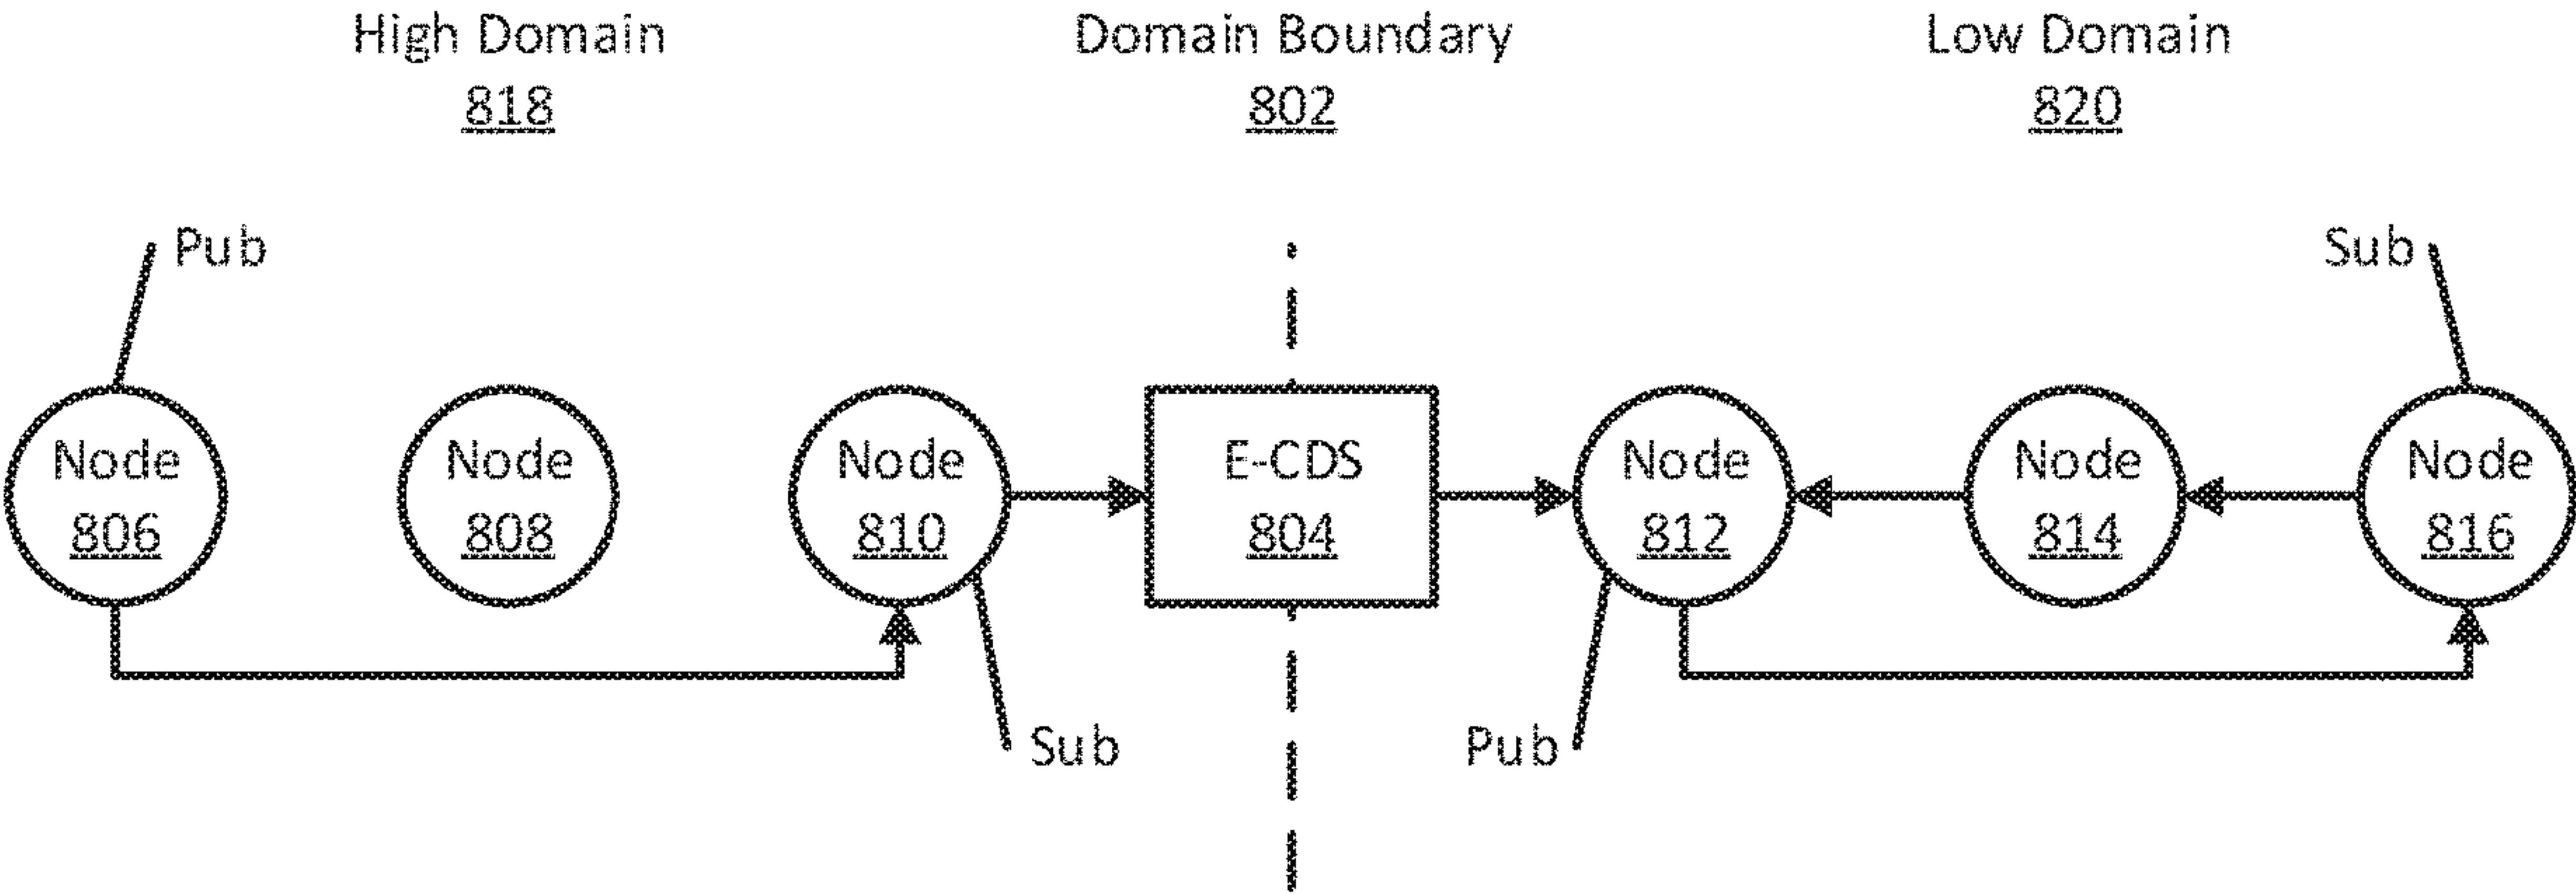 High Domain
818
Domain Boundary
802
Low Domain
820
Pub
Sub
Node
806
Node
808
Node
810
E-CDS
804
Node
812
Node
814
Node
816
Sub
Pub